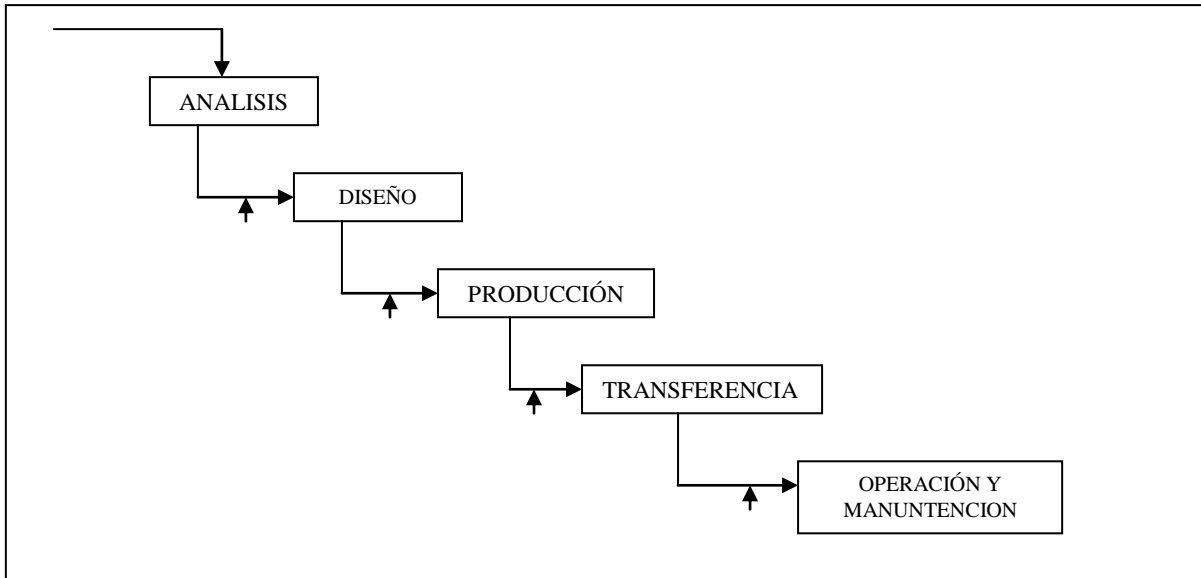 ANALISIS
DISEÑO
PRODUCCIÓN
TRANSFERENCIA
OPERACIÓN Y
MANUNTENCION